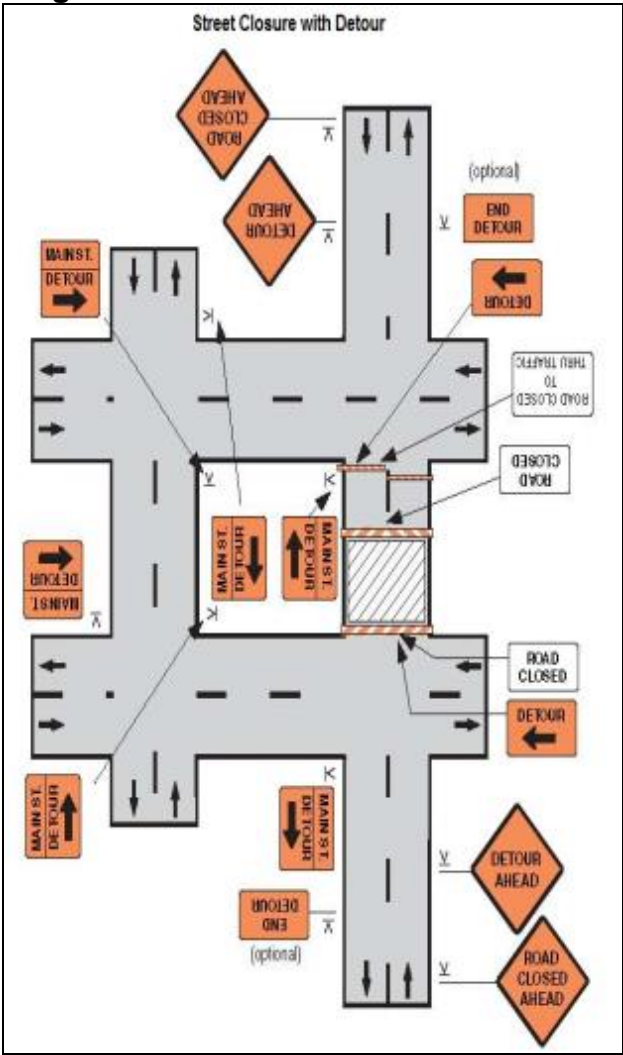 Street Closure with Detour
ROAD
CLOSED
AHEAD
DETOUR
AHEAD
(optional)
END
DETOUR
MAIN ST.
DETOUR
DETOUR
ROAD CLOSED
TO
THRU TRAFFIC
ROAD
CLOSED
MAIN ST.
DETOUR
MAIN ST.
DETOUR
MAIN ST.
DETOUR
ROAD
CLOSED
DETOUR
MAIN ST.
DETOUR
MAIN ST.
DETOUR
DETOUR
AHEAD
END
DETOUR
(optional)
ROAD
CLOSED
AHEAD